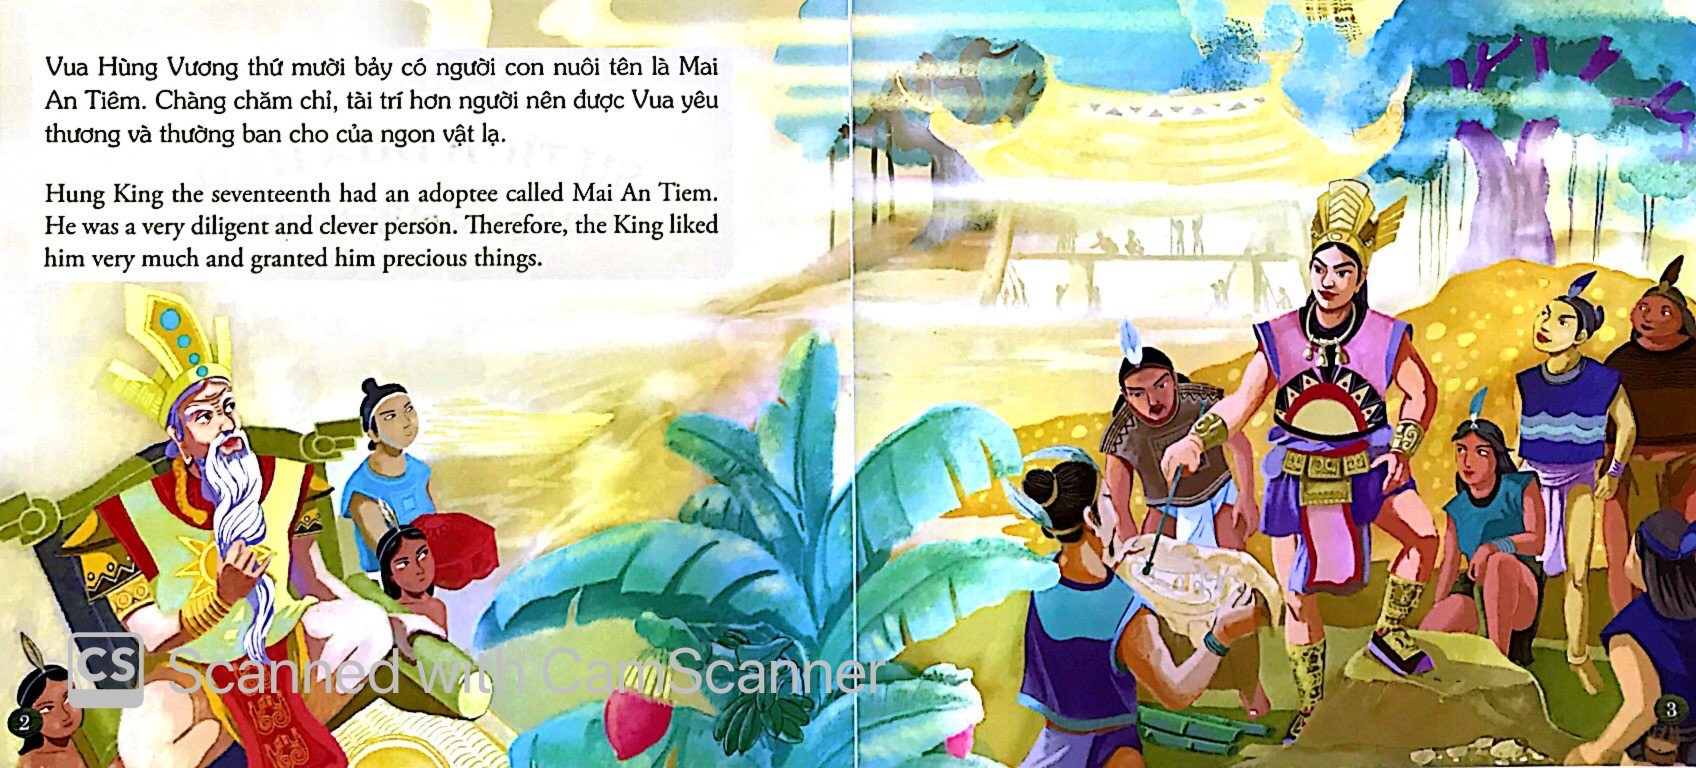 Vua Hùng Vương thứ mười bảy có người con nuôi tên là Mai
An Tiêm. Chàng chăm chỉ, tài trí hơn người nên được Vua yêu
thương và thường ban cho của ngon vật lạ.
Hung King the seventeenth had an adoptee called Mai An Tiem.
He was a very diligent and clever person. Therefore, the King liked
him very much and granted him precious things.
CS Scanned with CamScanner
2
3